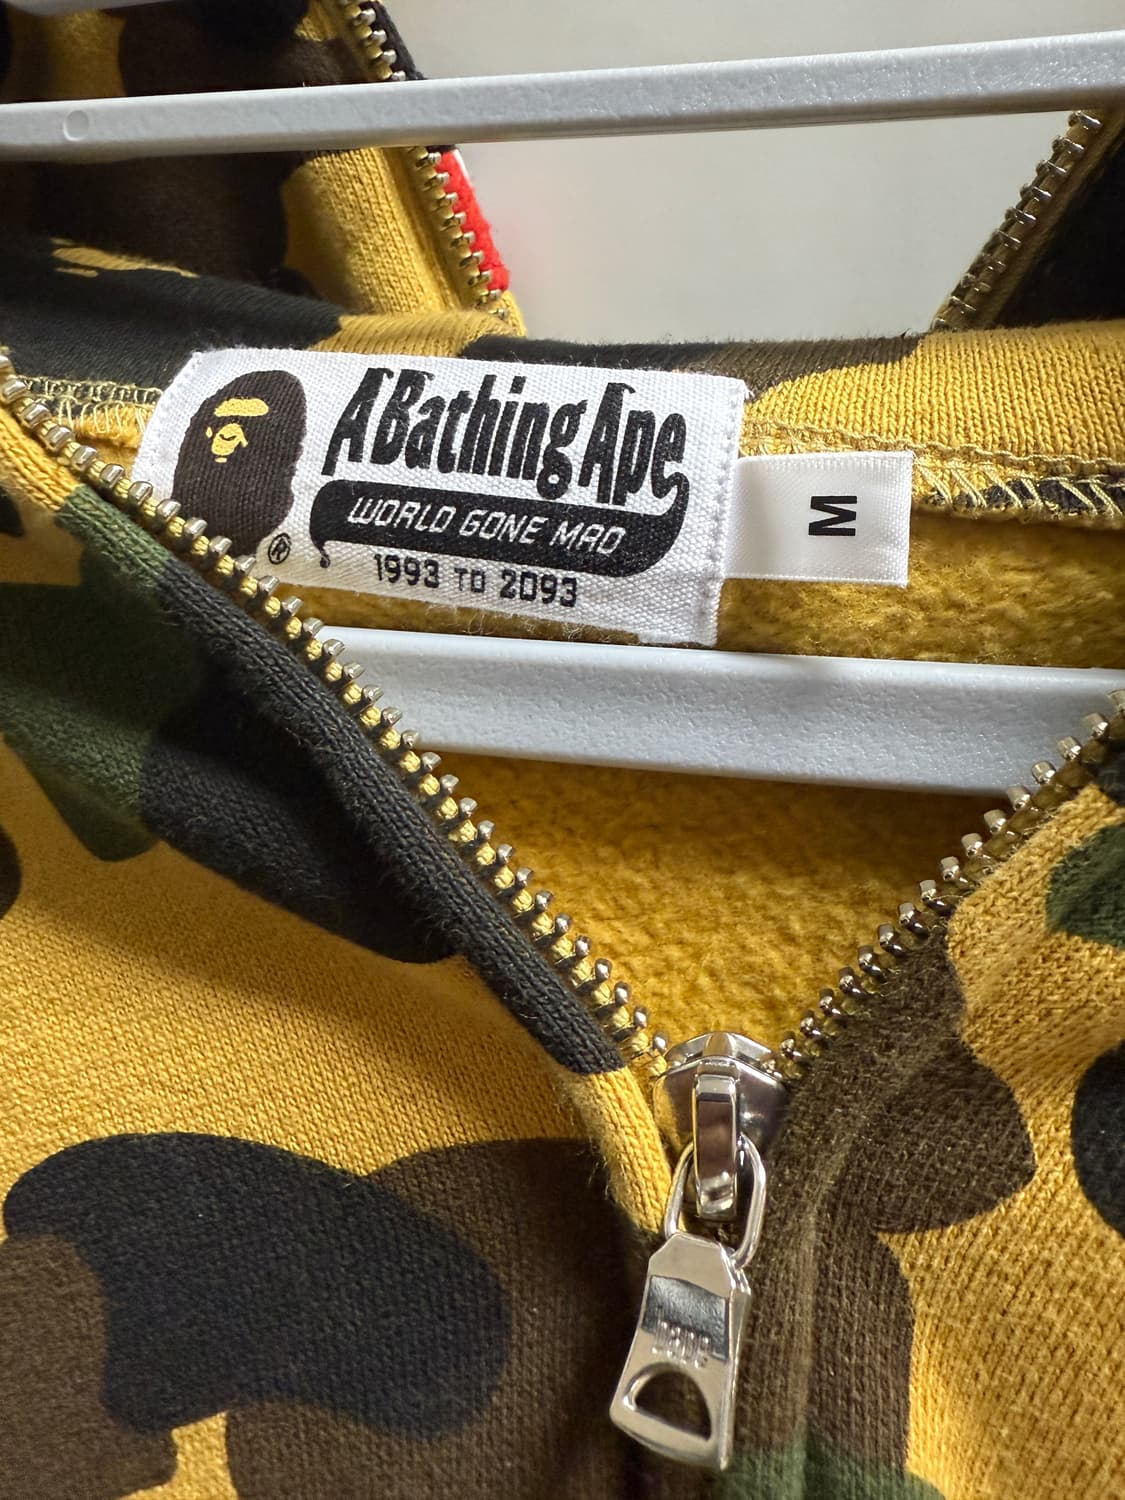 A Bathing Ape
WORLD GONE MAD
®
1993 TO 2093
M